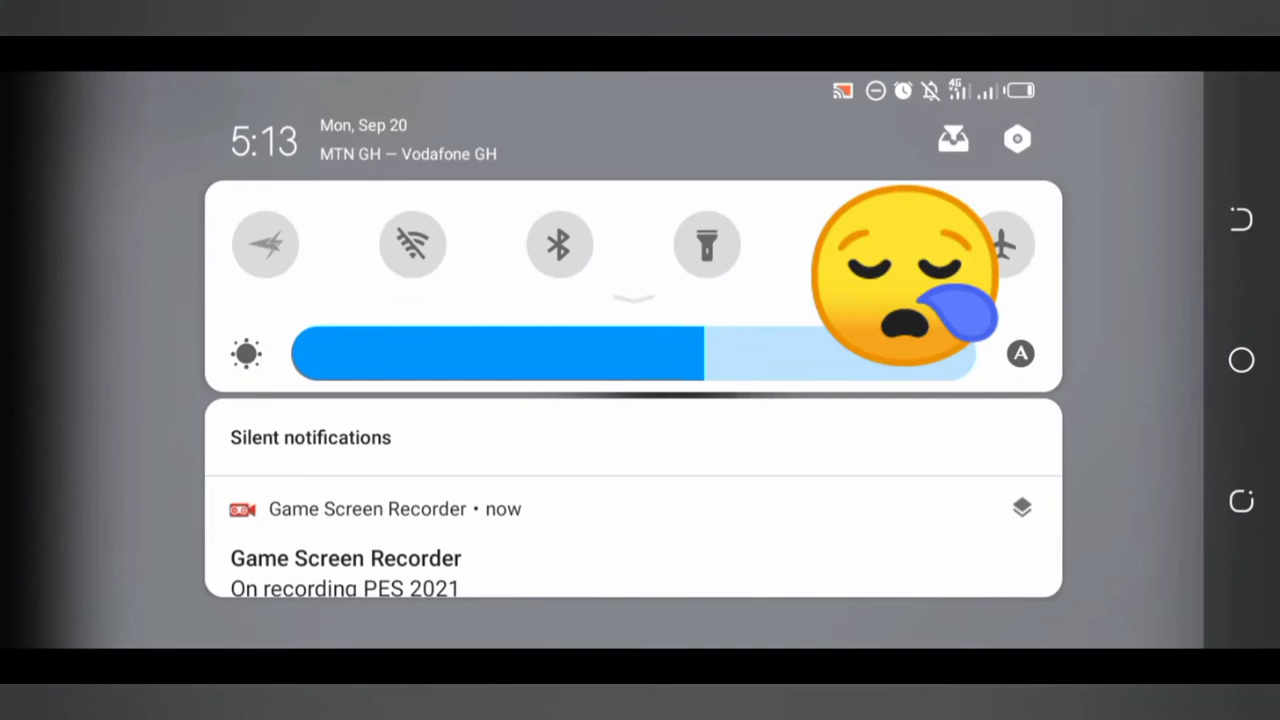 4G
5:13
Mon, Sep 20
MTN GH — Vodafone GH
A
Silent notifications
Game Screen Recorder • now
Game Screen Recorder
On recording PES 2021